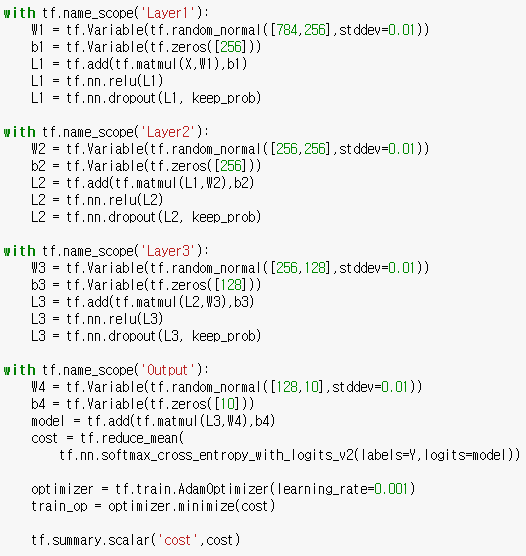 with tf.name_scope('Layer1'):
    W1 = tf.Variable(tf.random_normal([784,256],stddev=0.01))
    b1 = tf.Variable(tf.zeros([256]))
    L1 = tf.add(tf.matmul(X,W1),b1)
    L1 = tf.nn.relu(L1)
    L1 = tf.nn.dropout(L1, keep_prob)

with tf.name_scope('Layer2'):
    W2 = tf.Variable(tf.random_normal([256,256],stddev=0.01))
    b2 = tf.Variable(tf.zeros([256]))
    L2 = tf.add(tf.matmul(L1,W2),b2)
    L2 = tf.nn.relu(L2)
    L2 = tf.nn.dropout(L2, keep_prob)

with tf.name_scope('Layer3'):
    W3 = tf.Variable(tf.random_normal([256,128],stddev=0.01))
    b3 = tf.Variable(tf.zeros([128]))
    L3 = tf.add(tf.matmul(L2,W3),b3)
    L3 = tf.nn.relu(L3)
    L3 = tf.nn.dropout(L3, keep_prob)

with tf.name_scope('Output'):
    W4 = tf.Variable(tf.random_normal([128,10],stddev=0.01))
    b4 = tf.Variable(tf.zeros([10]))
    model = tf.add(tf.matmul(L3,W4),b4)
    cost = tf.reduce_mean(
        tf.nn.softmax_cross_entropy_with_logits_v2(labels=Y,logits=model))

    optimizer = tf.train.AdamOptimizer(learning_rate=0.001)
    train_op = optimizer.minimize(cost)

    tf.summary.scalar('cost',cost)